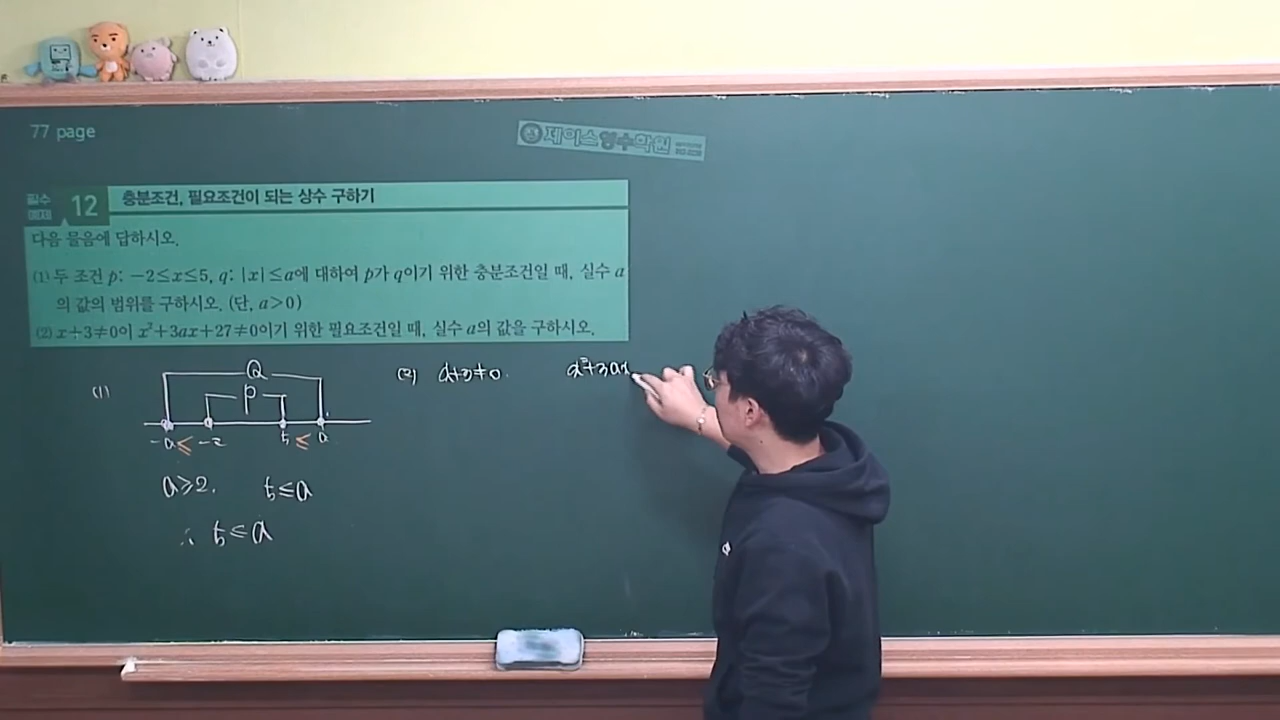 77 page
제이스영수학원
필수 예제 12 충분조건, 필요조건이 되는 상수 구하기
다음 물음에 답하시오.
(1) 두 조건 p: −2≤x≤5, q: |x|≤a에 대하여 p가 q이기 위한 충분조건일 때, 실수 a
의 값의 범위를 구하시오. (단, a>0)
(2) x+3≠0이 x²+3ax+27≠0이기 위한 필요조건일 때, 실수 a의 값을 구하시오.
(1)
Q
P
-a ≤ -2 5 ≤ a
a≥2. 5≤a
∴ 5≤a
(2) x+3≠0. x²+3ax